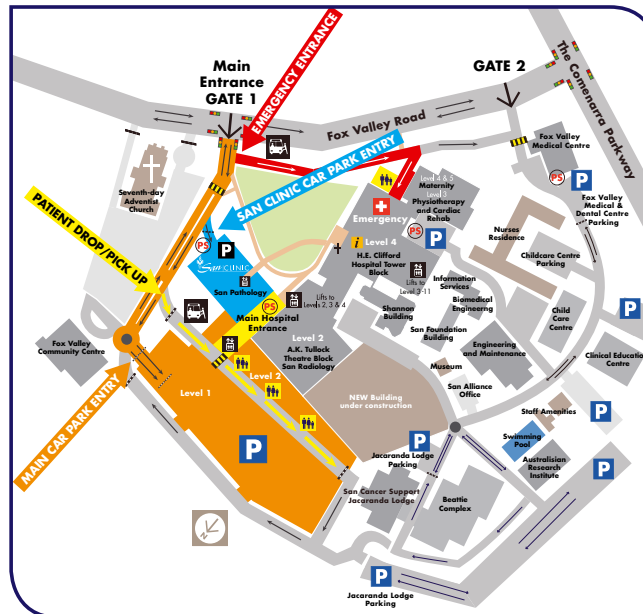 Main
Entrance
GATE 1
EMERGENCY ENTRANCE
GATE 2
The Comenarra Parkway
Fox Valley Road
SAN CLINIC CAR PARK ENTRY
PATIENT DROP/PICK UP
MAIN CAR PARK ENTRY
Seventh-day
Adventist
Church
Fox Valley
Medical Centre
PS
P
Fox Valley
Medical &
Dental Centre
Parking
Level 4 & 5
Maternity
Level 3
Physiotherapy
and Cardiac
Rehab
Emergency
PS
P
i Level 4
H.E. Clifford
Hospital Tower
Block
Lifts to
Level 3 -11
Nurses
Residence
Childcare Centre
Parking
PS
P
San CLINIC
San Pathology
Lifts to
Levels 2, 3 & 4
PS
Main Hospital
Entrance
Information
Services
Biomedical
Engineering
Shannon
Building
San Foundation
Building
Child
Care
Centre
Level 2
A.K. Tulloch
Theatre Block
San Radiology
Engineering
and Maintenance
Clinical Education
Centre
Fox Valley
Community Centre
Museum
San Alliance
Office
Level 1
Level 2
NEW Building
under construction
Staff Amenities
Swimming
Pool
P
P
P
Jacaranda Lodge
Parking
Australasian
Research
Institute
P
San Cancer Support
Jacaranda Lodge
Beattie
Complex
N
P
Jacaranda Lodge
Parking